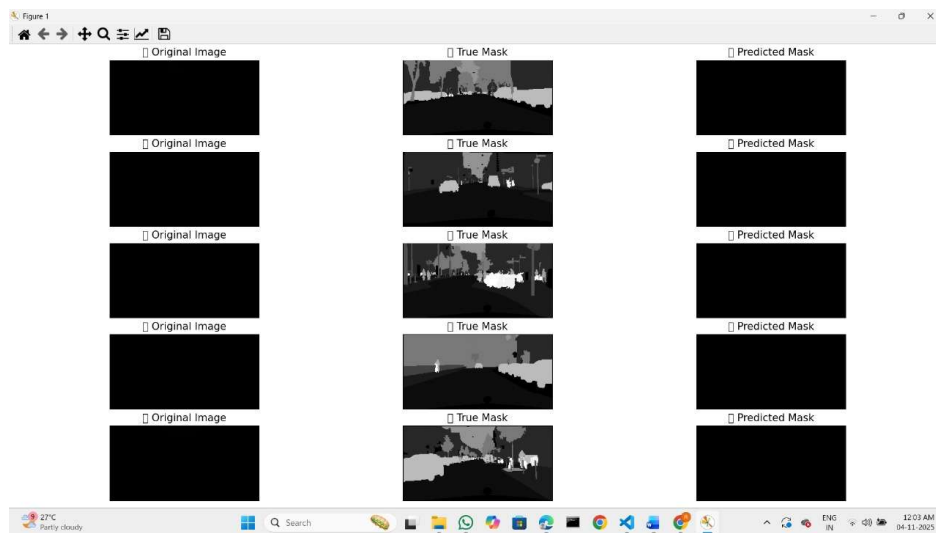 Figure 1
Original Image True Mask Predicted Mask
Original Image True Mask Predicted Mask
Original Image True Mask Predicted Mask
Original Image True Mask Predicted Mask
Original Image True Mask Predicted Mask
9
27°C
Partly cloudy
Search
ENG
IN
12:03 AM
04-11-2025